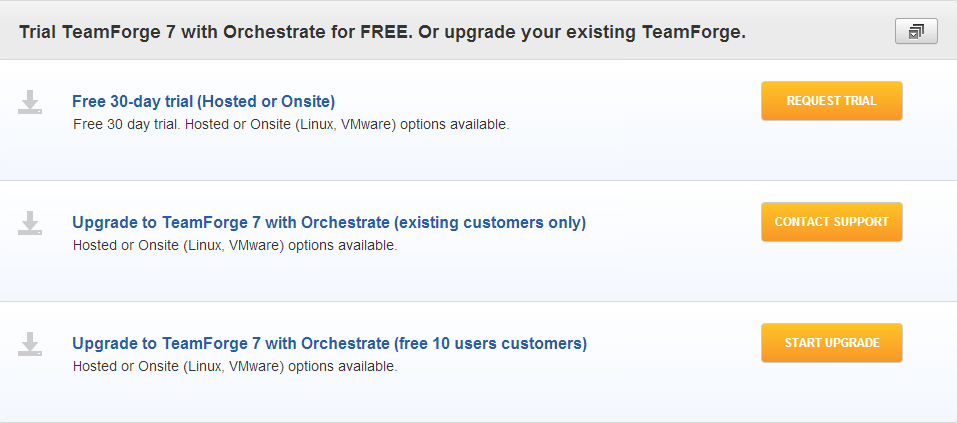 Trial TeamForge 7 with Orchestrate for FREE. Or upgrade your existing TeamForge.
Free 30-day trial (Hosted or Onsite)
REQUEST TRIAL
Free 30 day trial. Hosted or Onsite (Linux, VMware) options available.
Upgrade to TeamForge 7 with Orchestrate (existing customers only)
CONTACT SUPPORT
Hosted or Onsite (Linux, VMware) options available.
Upgrade to TeamForge 7 with Orchestrate (free 10 users customers)
START UPGRADE
Hosted or Onsite (Linux, VMware) options available.